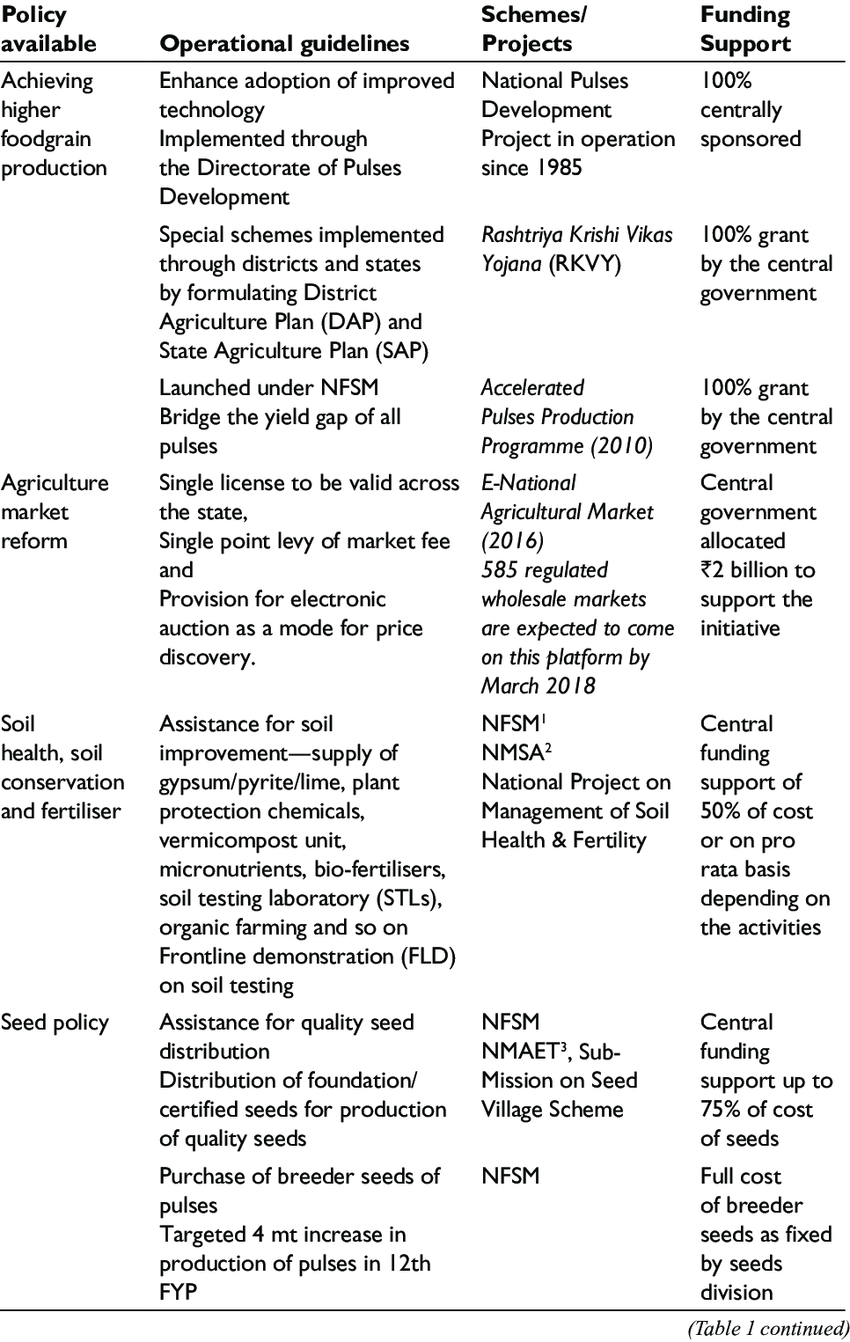 Policy available
Operational guidelines
Schemes/
Projects
Funding
Support
Achieving
higher
foodgrain
production
Enhance adoption of improved
technology
Implemented through
the Directorate of Pulses
Development
National Pulses
Development
Project in operation
since 1985
100%
centrally
sponsored
Special schemes implemented
through districts and states
by formulating District
Agriculture Plan (DAP) and
State Agriculture Plan (SAP)
Rashtriya Krishi Vikas
Yojana (RKVY)
100% grant
by the central
government
Launched under NFSM
Bridge the yield gap of all
pulses
Accelerated
Pulses Production
Programme (2010)
100% grant
by the central
government
Agriculture
market
reform
Single license to be valid across
the state,
Single point levy of market fee
and
Provision for electronic
auction as a mode for price
discovery.
E-National
Agricultural Market
(2016)
585 regulated
wholesale markets
are expected to come
on this platform by
March 2018
Central
government
allocated
₹2 billion to
support the
initiative
Soil
health, soil
conservation
and fertiliser
Assistance for soil
improvement—supply of
gypsum/pyrite/lime, plant
protection chemicals,
vermicompost unit,
micronutrients, bio-fertilisers,
soil testing laboratory (STLs),
organic farming and so on
Frontline demonstration (FLD)
on soil testing
NFSM¹
NMSA²
National Project on
Management of Soil
Health & Fertility
Central
funding
support of
50% of cost
or on pro
rata basis
depending on
the activities
Seed policy
Assistance for quality seed
distribution
Distribution of foundation/
certified seeds for production
of quality seeds
NFSM
NMAET³, Sub-
Mission on Seed
Village Scheme
Central
funding
support up to
75% of cost
of seeds
Purchase of breeder seeds of
pulses
Targeted 4 mt increase in
production of pulses in 12th
FYP
NFSM
Full cost
of breeder
seeds as fixed
by seeds
division
(Table 1 continued)